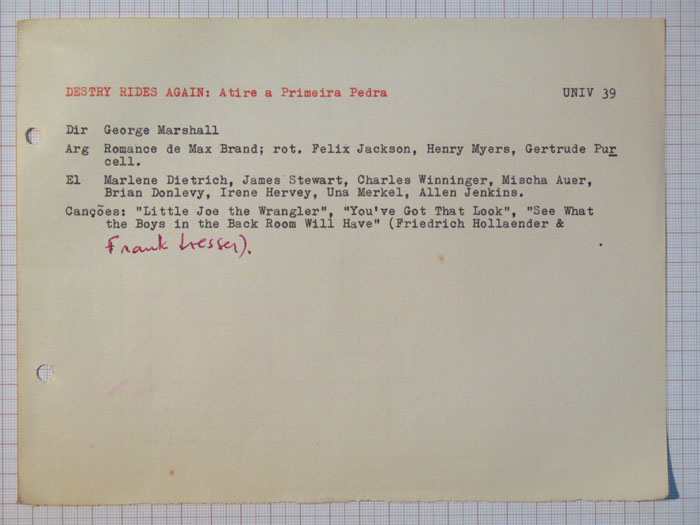 DESTRY RIDES AGAIN: Atire a Primeira Pedra UNIV 39
Dir George Marshall
Arg Romance de Max Brand; rot. Felix Jackson, Henry Myers, Gertrude Pur
cell.
El Marlene Dietrich, James Stewart, Charles Winninger, Mischa Auer,
Brian Donlevy, Irene Hervey, Una Merkel, Allen Jenkins.
Canções: "Little Joe the Wrangler", "You've Got That Look", "See What
the Boys in the Back Room Will Have" (Friedrich Hollaender &
Frank Lresser).